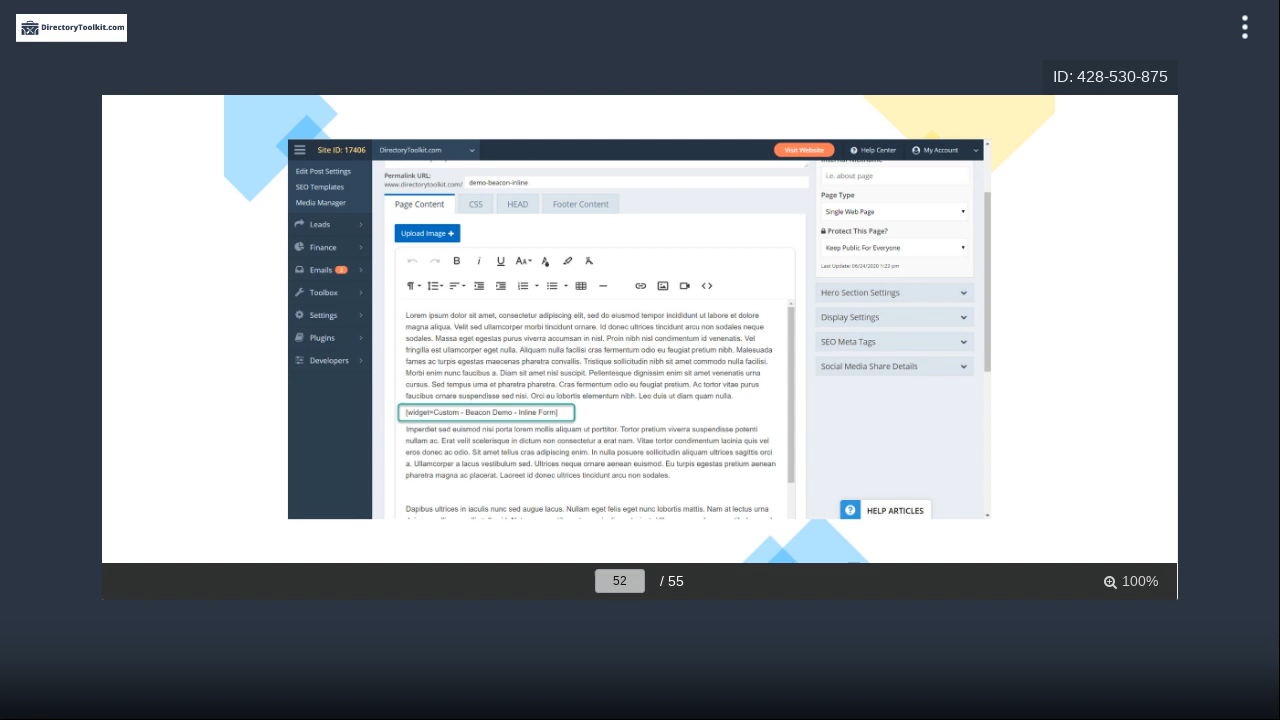 DirectoryToolkit.com
ID: 428-530-875
Site ID: 17406
DirectoryToolkit.com
Visit Website
Help Center
My Account
Edit Post Settings
SEO Templates
Media Manager
Leads
Finance
Emails
Toolbox
Settings
Plugins
Developers
Permalink URL:
www.directorytoolkit.com/
demo-beacon-inline
Page Content
CSS
HEAD
Footer Content
Upload Image +
Lorem ipsum dolor sit amet, consectetur adipiscing elit, sed do eiusmod tempor incididunt ut labore et dolore
magna aliqua. Velit sed ullamcorper morbi tincidunt ornare. Id donec ultrices tincidunt arcu non sodales neque
sodales. Massa eget egestas purus viverra accumsan in nisl. Proin nibh nisl condimentum id venenatis. Vel
fringilla est ullamcorper eget nulla. Aliquam nulla facilisi cras fermentum odio eu feugiat pretium nibh. Malesuada
fames ac turpis egestas maecenas pharetra convallis. Tristique sollicitudin nibh sit amet commodo nulla facilisi.
Morbi enim nunc faucibus a. Diam sit amet nisl suscipit. Pellentesque dignissim enim sit amet venenatis urna
cursus. Sed tempus urna et pharetra pharetra. Cras fermentum odio eu feugiat pretium. Ac tortor vitae purus
faucibus ornare suspendisse sed nisi. Orci eu lobortis elementum nibh. Leo duis ut diam quam nulla.
[widget=Custom - Beacon Demo - Inline Form]
Imperdiet sed euismod nisi porta lorem mollis aliquam ut porttitor. Tortor pretium viverra suspendisse potenti
nullam ac. Erat velit scelerisque in dictum non consectetur a erat nam. Vitae tortor condimentum lacinia quis vel
eros donec ac odio. Sit amet tellus cras adipiscing enim. In nulla posuere sollicitudin aliquam ultrices sagittis orci
a. Ullamcorper a lacus vestibulum sed. Ultrices neque ornare aenean euismod. Eu turpis egestas pretium aenean
pharetra magna ac placerat. Laoreet id donec ultrices tincidunt arcu non sodales.
Dapibus ultrices in iaculis nunc sed augue lacus. Nullam eget felis eget nunc lobortis mattis. Nam at lectus urna
i.e. about page
Page Type
Single Web Page
Protect This Page?
Keep Public For Everyone
Last Update: 06/24/2020 1:22 pm
Hero Section Settings
Display Settings
SEO Meta Tags
Social Media Share Details
HELP ARTICLES
52 / 55
100%